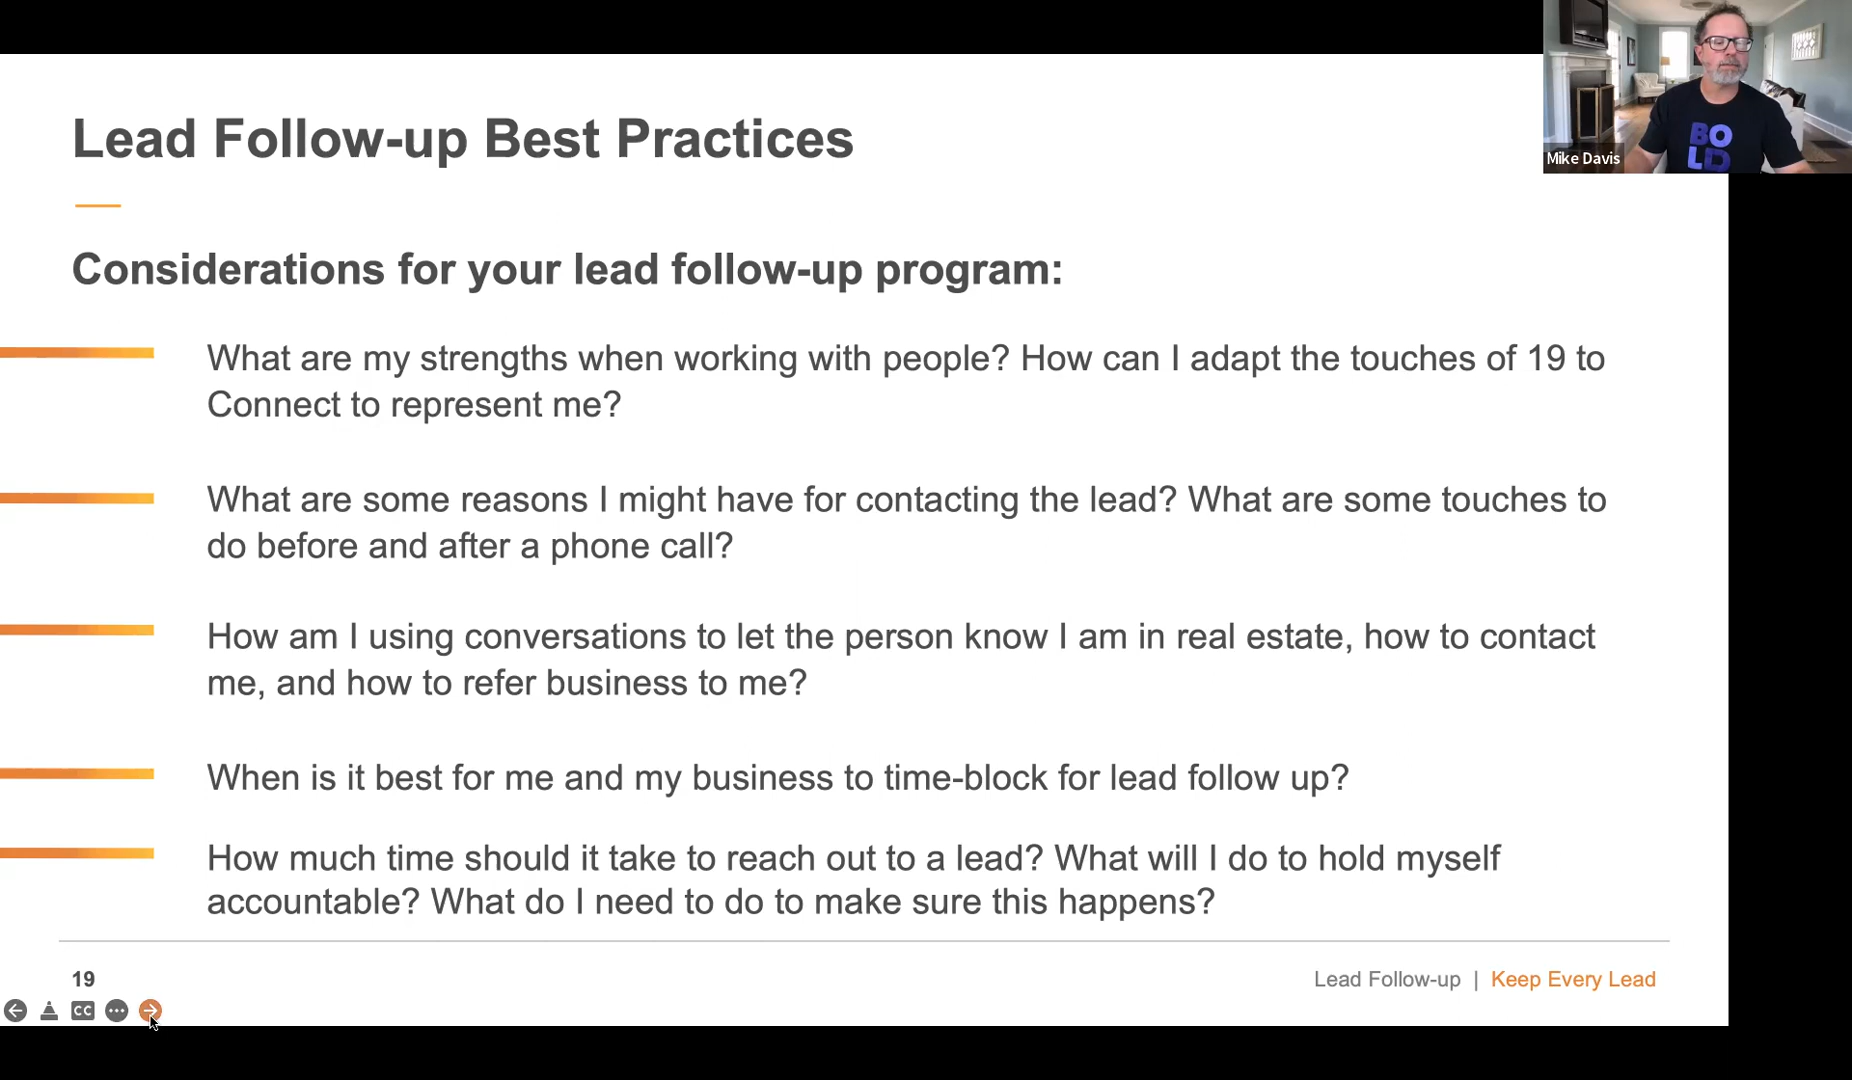 Lead Follow-up Best Practices
Considerations for your lead follow-up program:
What are my strengths when working with people? How can I adapt the touches of 19 to
Connect to represent me?
What are some reasons I might have for contacting the lead? What are some touches to
do before and after a phone call?
How am I using conversations to let the person know I am in real estate, how to contact
me, and how to refer business to me?
When is it best for me and my business to time-block for lead follow up?
How much time should it take to reach out to a lead? What will I do to hold myself
accountable? What do I need to do to make sure this happens?
19
Lead Follow-up | Keep Every Lead
CC
BO
LD
Mike Davis